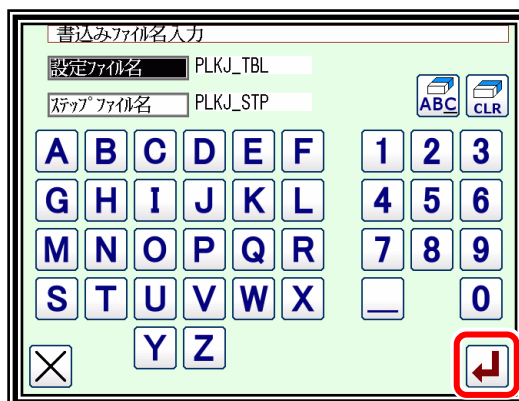 書込みﾌｧｲﾙ名入力
設定ﾌｧｲﾙ名 PLKJ_TBL
ｽﾃｯﾌﾟﾌｧｲﾙ名 PLKJ_STP
ABC CLR
A B C D E F 1 2 3
G H I J K L 4 5 6
M N O P Q R 7 8 9
S T U V W X _ 0
Y Z